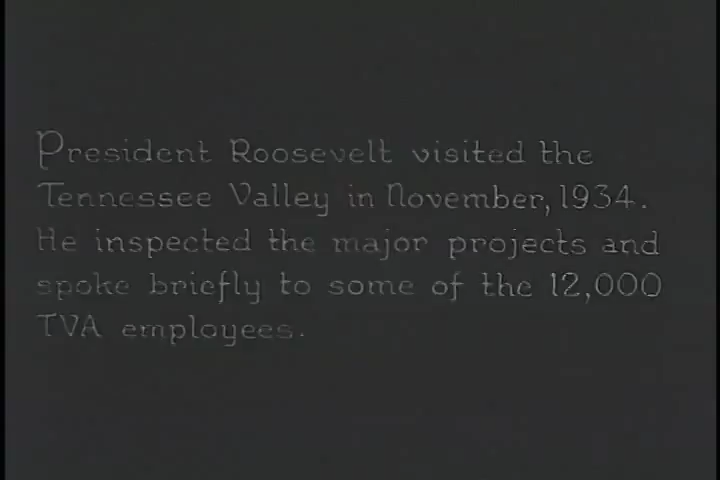 President Roosevelt visited the
Tennessee Valley in November, 1934.
He inspected the major projects and
spoke briefly to some of the 12,000
TVA employees.